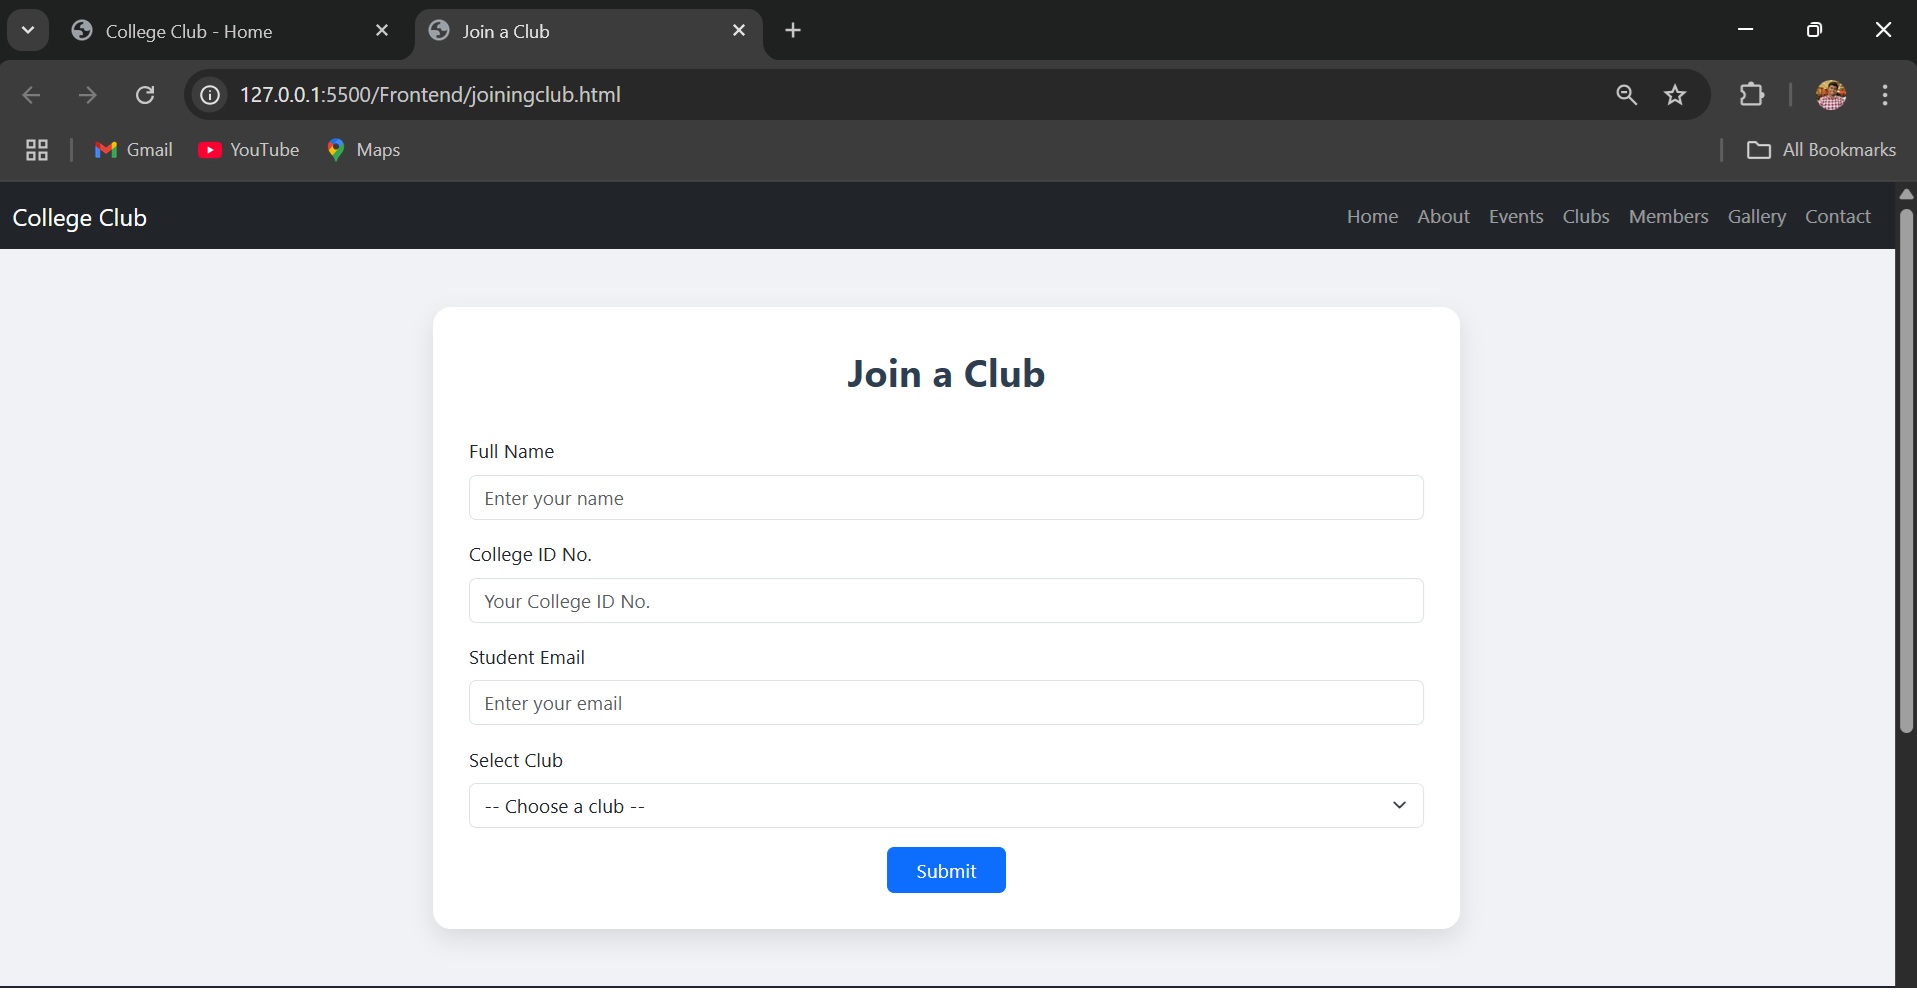 College Club - Home
Join a Club
127.0.0.1:5500/Frontend/joiningclub.html
Gmail YouTube Maps All Bookmarks
College Club Home About Events Clubs Members Gallery Contact
Join a Club
Full Name
Enter your name
College ID No.
Your College ID No.
Student Email
Enter your email
Select Club
-- Choose a club --
Submit